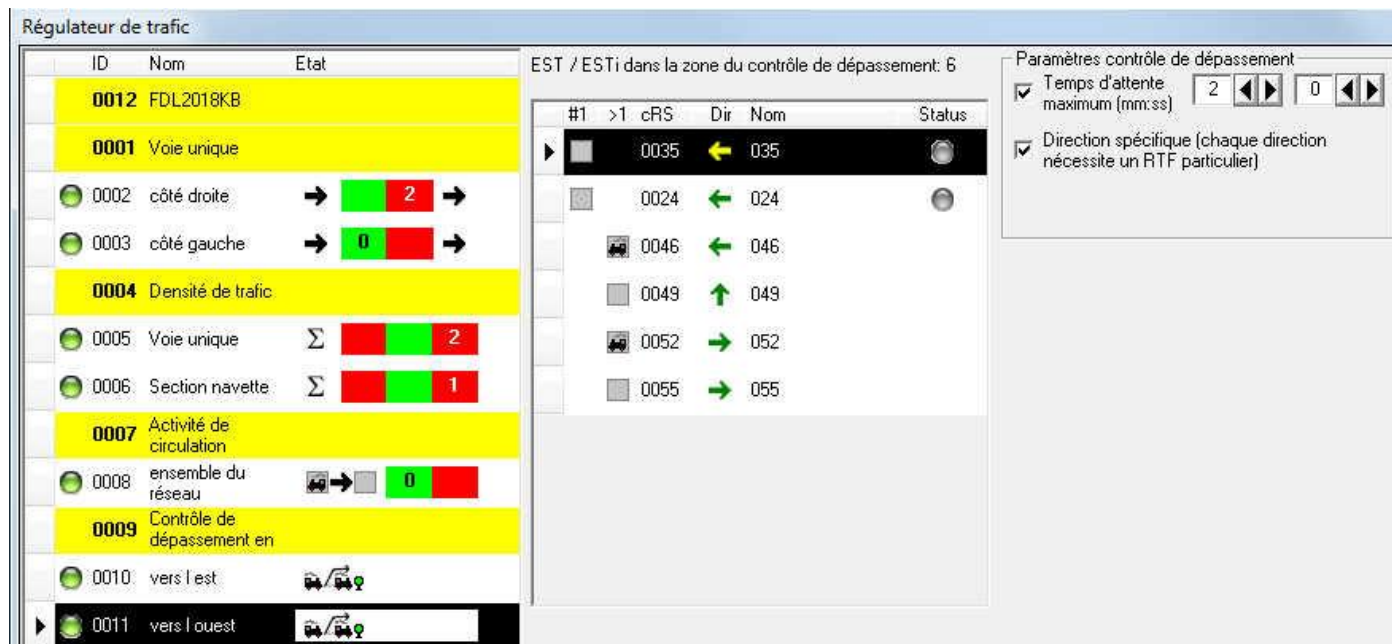 Régulateur de trafic
ID Nom Etat
0012 FDL2018KB
0001 Voie unique
0002 côté droite 2
0003 côté gauche 0
0004 Densité de trafic
0005 Voie unique Σ 2
0006 Section navette Σ 1
0007 Activité de
circulation
0008 ensemble du
réseau 0
0009 Contrôle de
dépassement en
0010 vers l est
0011 vers l ouest
EST / ESTi dans la zone du contrôle de dépassement: 6
#1 >1 cRS Dir Nom Status
0035 035
0024 024
0046 046
0049 049
0052 052
0055 055
Paramètres contrôle de dépassement
Temps d'attente
maximum (mm:ss) 2 0
Direction spécifique (chaque direction
nécessite un RTF particulier)